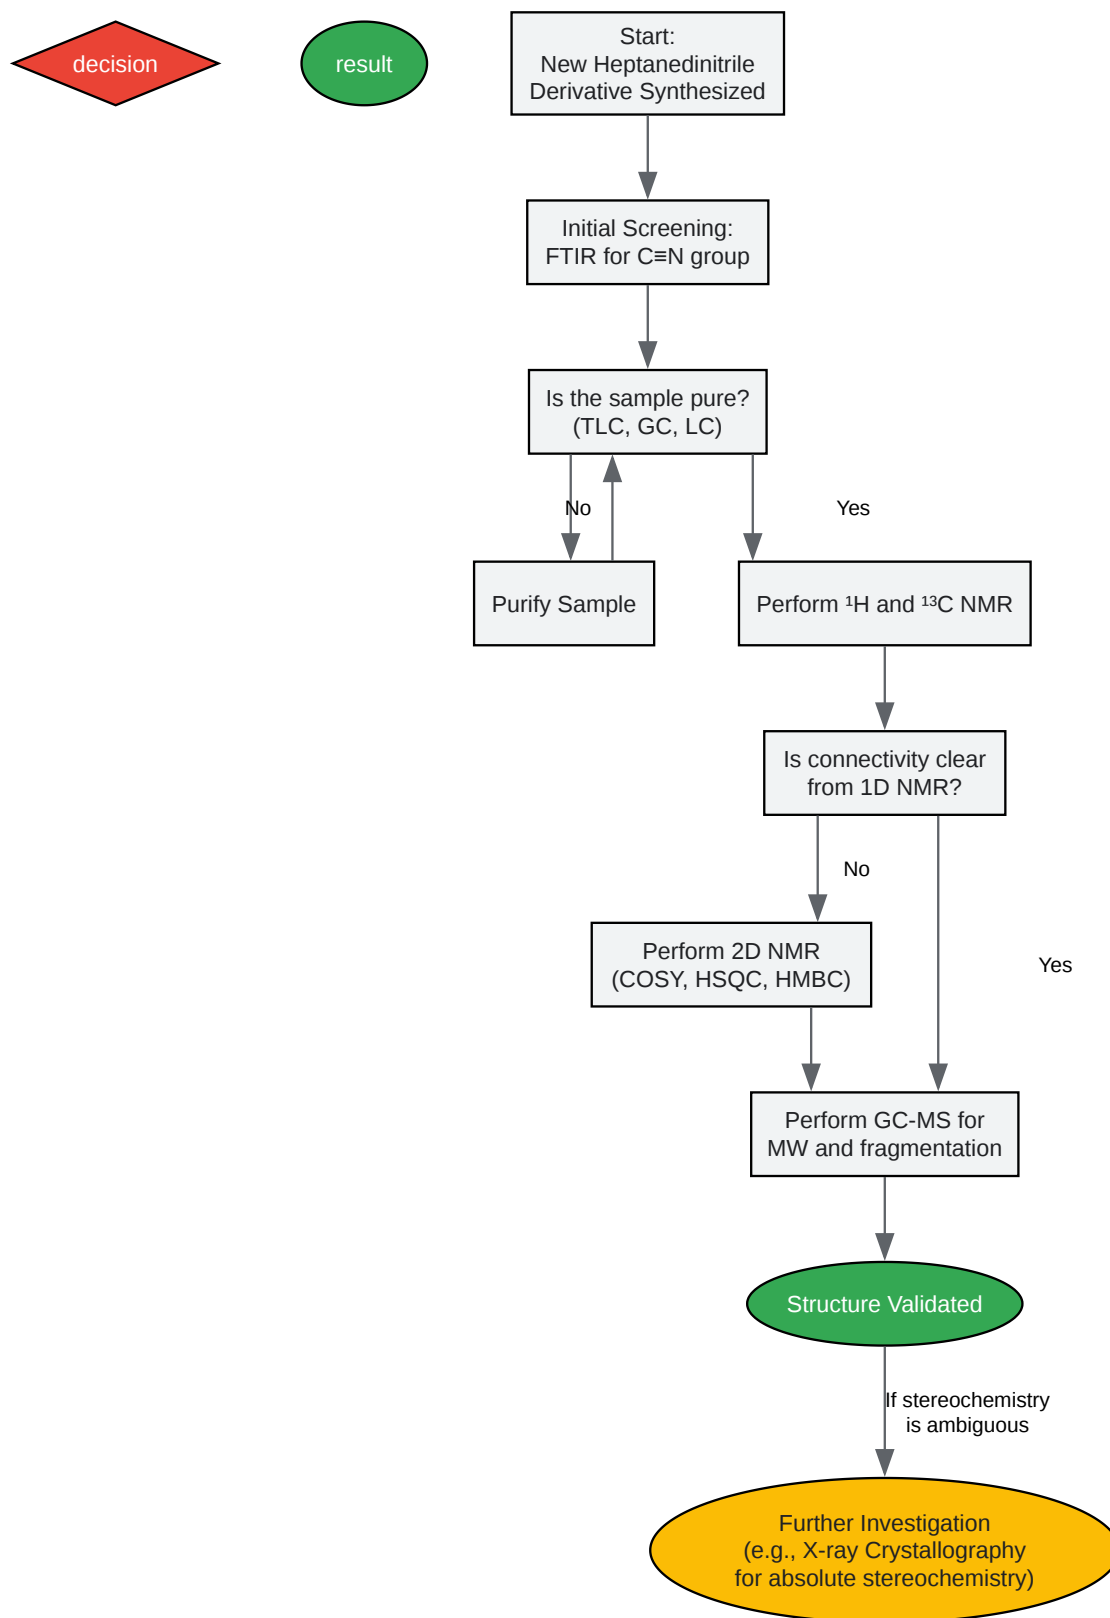 decision
result
Start:
New Heptanedinitrile
Derivative Synthesized
Initial Screening:
FTIR for C≡N group
Is the sample pure?
(TLC, GC, LC)
No
Yes
Purify Sample
Perform ¹H and ¹³C NMR
Is connectivity clear
from 1D NMR?
No
Perform 2D NMR
(COSY, HSQC, HMBC)
Yes
Perform GC-MS for
MW and fragmentation
Structure Validated
If stereochemistry
is ambiguous
Further Investigation
(e.g., X-ray Crystallography
for absolute stereochemistry)